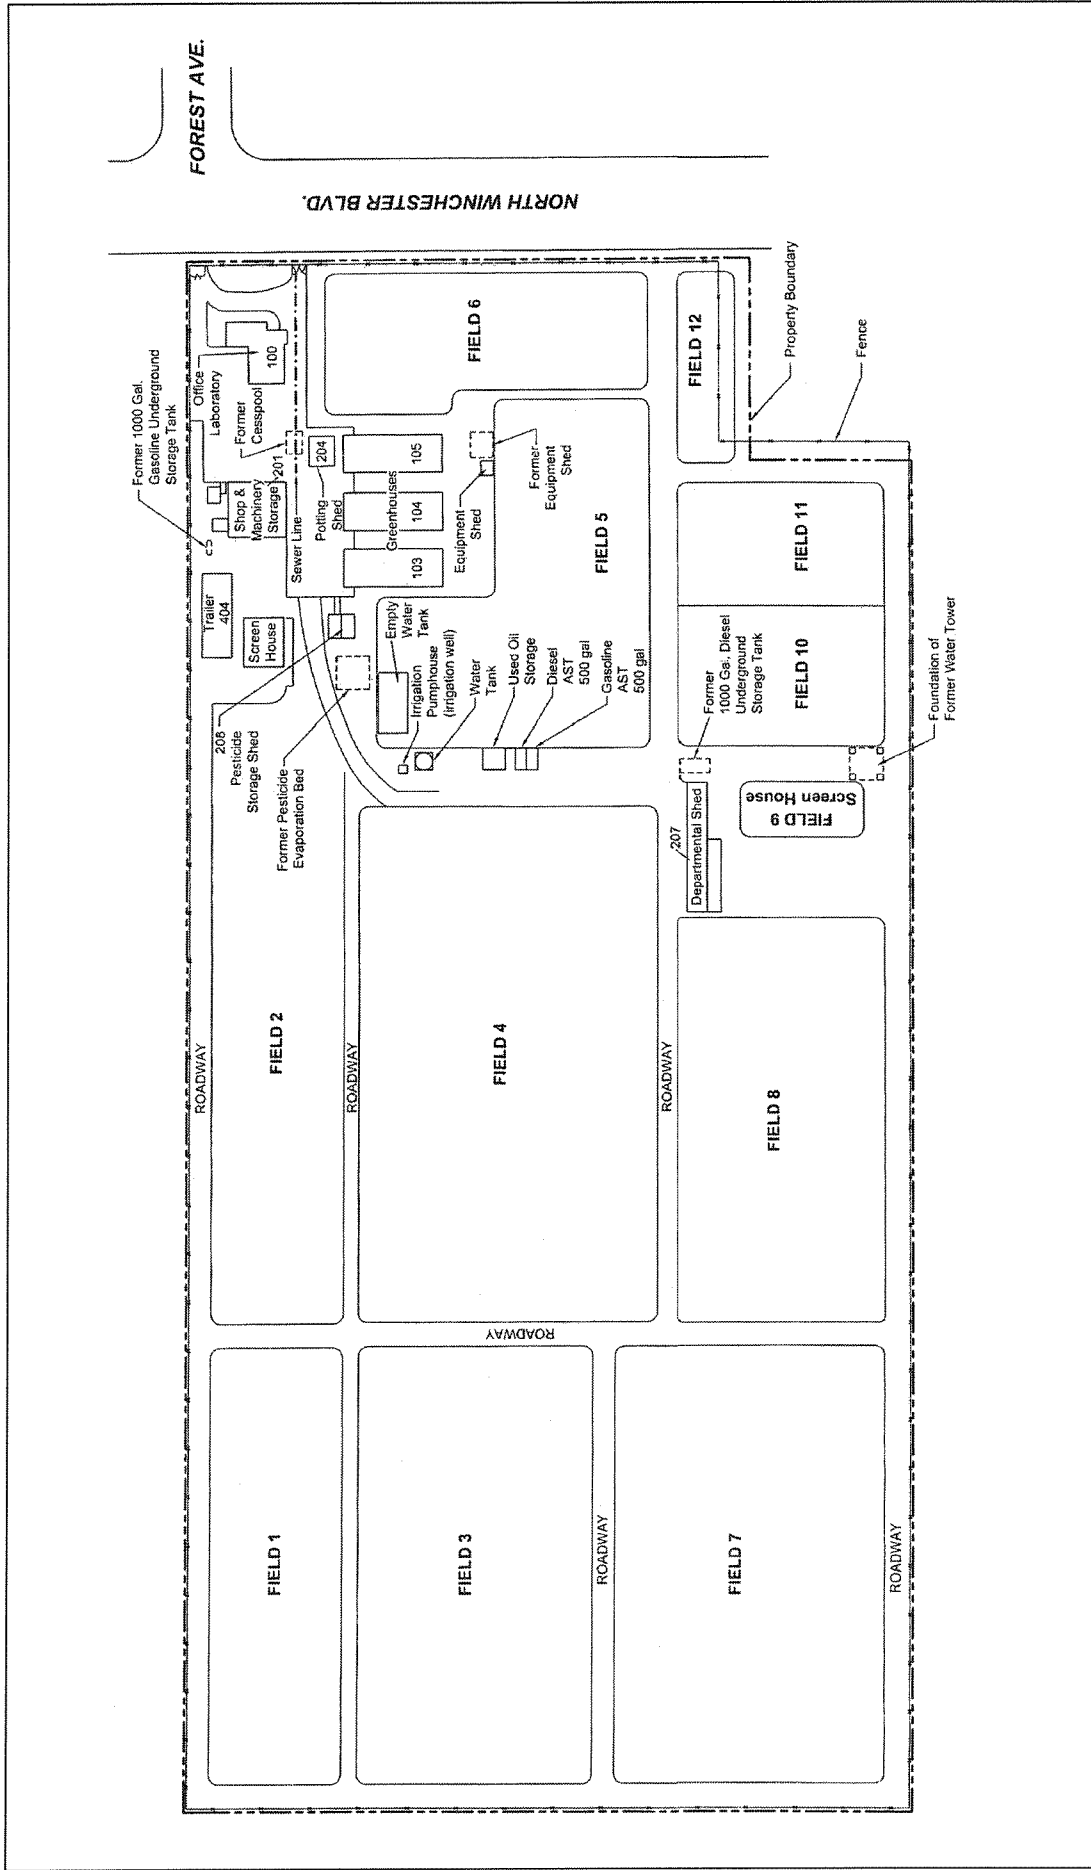 FOREST AVE.
NORTH WINCHESTER BLVD.
Former 1000 Gal.
Gasoline Underground
Storage Tank
Office
Laboratory
100
Former
Cesspool
Shop &
Machinery
Storage
201
Trailer
404
Screen
House
Sewer Line
204
Potting
Shed
Greenhouses
103
104
105
208
Pesticide
Storage Shed
Former Pesticide
Evaporation Bed
Empty
Water
Tank
Irrigation
Pumphouse
(irrigation well)
Water
Tank
Used Oil
Storage
Diesel
AST
500 gal
Gasoline
AST
500 gal
Equipment
Shed
Former
Equipment
Shed
FIELD 6
FIELD 5
FIELD 12
Property Boundary
Fence
FIELD 11
FIELD 10
Former
1000 Gal. Diesel
Underground
Storage Tank
Foundation of
Former Water Tower
FIELD 9
Screen House
207
Departmental Shed
ROADWAY
FIELD 2
ROADWAY
FIELD 4
ROADWAY
FIELD 8
ROADWAY
FIELD 1
FIELD 3
ROADWAY
FIELD 7
ROADWAY